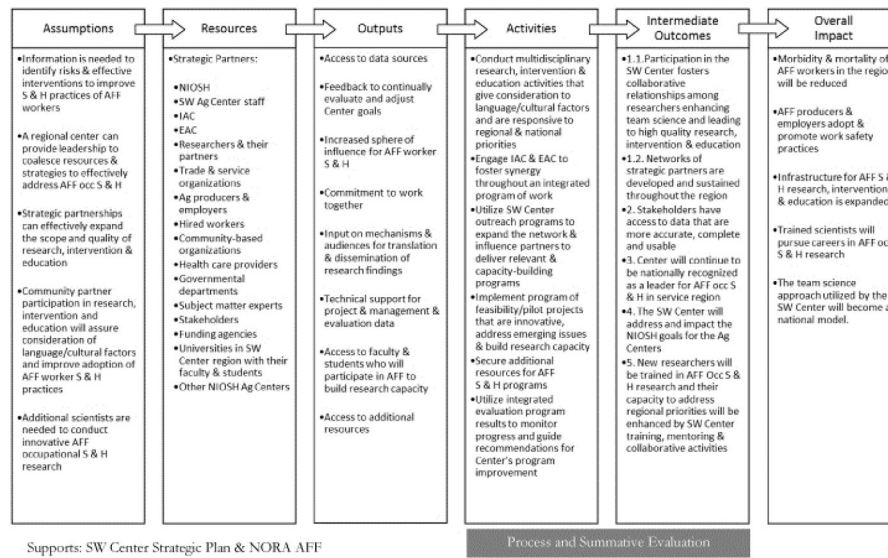 Assumptions
•Information is needed to
identify risks & effective
interventions to improve
S & H practices of AFF
workers
•A regional center can
provide leadership to
coalesce resources &
strategies to effectively
address AFF occ S & H
•Strategic partnerships
can effectively expand
the scope and quality of
research, intervention &
education
•Community partner
participation in research,
intervention and
education will assure
consideration of
language/cultural factors
and improve adoption of
AFF worker S & H
practices
•Additional scientists are
needed to conduct
innovative AFF
occupational S & H
research
Resources
•Strategic Partners:
•NIOSH
•SW Ag Center staff
•IAC
•EAC
•Researchers & their
partners
•Trade & service
organizations
•Ag producers &
employers
•Hired workers
•Community-based
organizations
•Health care providers
•Governmental
departments
•Subject matter experts
•Stakeholders
•Funding agencies
•Universities in SW
Center region with their
faculty & students
•Other NIOSH Ag Centers
Outputs
•Access to data sources
•Feedback to continually
evaluate and adjust
Center goals
•Increased sphere of
influence for AFF worker
S & H
•Commitment to work
together
•Input on mechanisms &
audiences for translation
& dissemination of
research findings
•Technical support for
project & management &
evaluation data
•Access to faculty &
students who will
participate in AFF to
build research capacity
•Access to additional
resources
Activities
•Conduct multidisciplinary
research, intervention &
education activities that
give consideration to
language/cultural factors
and are responsive to
regional & national
priorities
•Engage IAC & EAC to
foster synergy
throughout an integrated
program of work
•Utilize SW Center
outreach programs to
expand the network &
influence partners to
deliver relevant &
capacity-building
programs
•Implement program of
feasibility/pilot projects
that are innovative,
address emerging issues
& build research capacity
•Secure additional
resources for AFF
S & H programs
•Utilize integrated
evaluation program
results to monitor
progress and guide
recommendations for
Center's program
improvement
Intermediate
Outcomes
•1.1.Participation in the
SW Center fosters
collaborative
relationships among
researchers enhancing
team science and leading
to high quality research,
intervention & education
•1.2. Networks of
strategic partners are
developed and sustained
throughout the region
•2. Stakeholders have
access to data that are
more accurate, complete
and usable
•3. Center will continue to
be nationally recognized
as a leader for AFF occ S
& H in service region
•4. The SW Center will
address and impact the
NIOSH goals for the Ag
Centers
•5. New researchers will
be trained in AFF Occ S &
H research and their
capacity to address
regional priorities will be
enhanced by SW Center
training, mentoring &
collaborative activities
Overall
Impact
•Morbidity & mortality of
AFF workers in the region
will be reduced
•AFF producers &
employers adopt &
promote work safety
practices
•Infrastructure for AFF S &
H research, intervention
& education is expanded
•Trained scientists will
pursue careers in AFF occ
S & H research
•The team science
approach utilized by the
SW Center will become a
national model.
Supports: SW Center Strategic Plan & NORA AFF
Process and Summative Evaluation